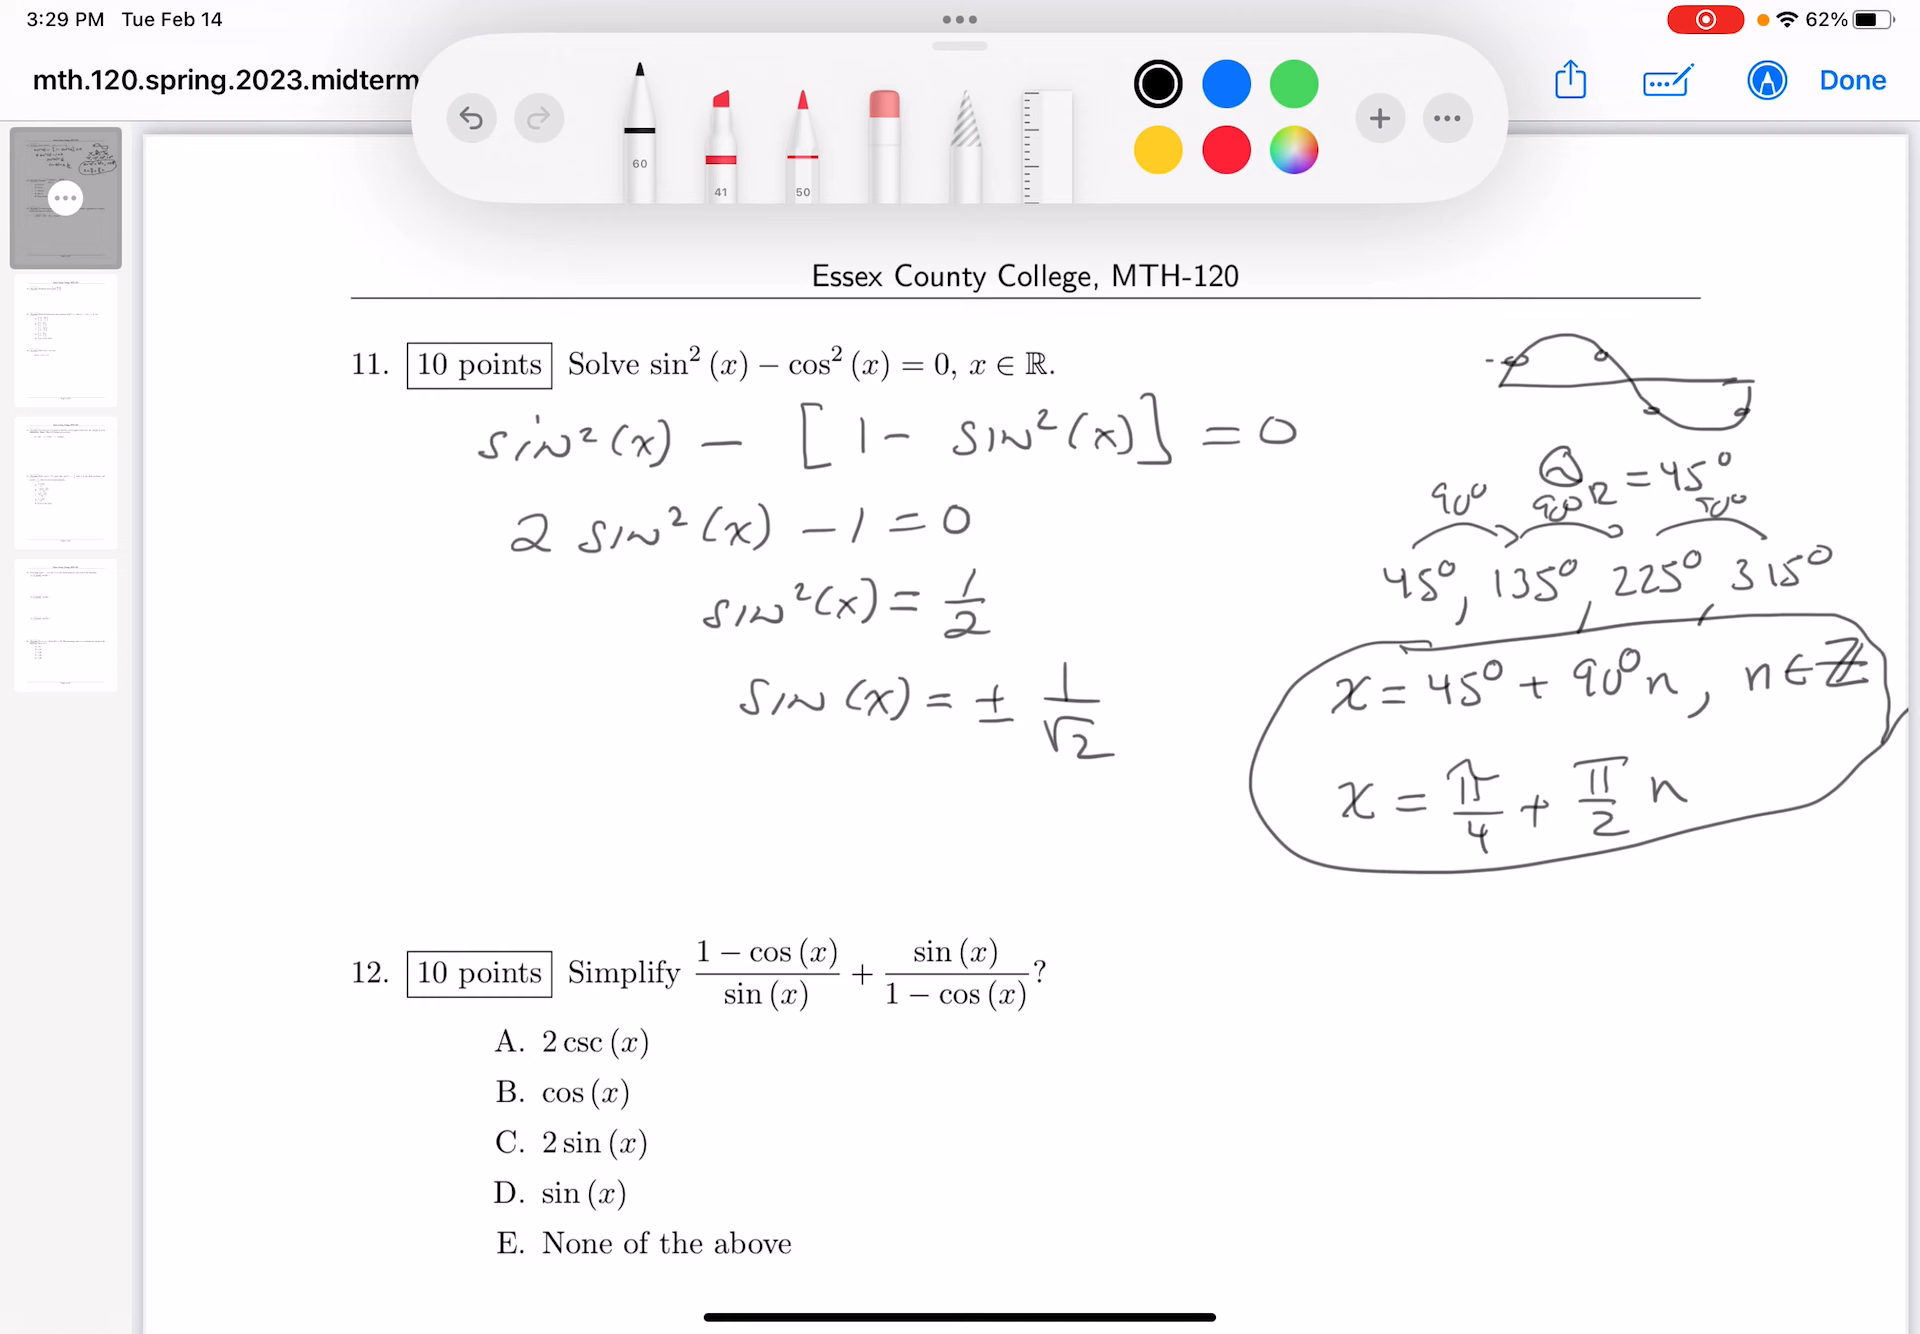 3:29 PM Tue Feb 14
62%
mth.120.spring.2023.midterm
60
41
50
Done
Essex County College, MTH-120
11. 10 points Solve sin² (x) − cos² (x) = 0, x ∈ ℝ.
sin²(x) − [1 − sin²(x)] = 0
2 sin²(x) − 1 = 0
sin²(x) = 1/2
sin(x) = ± 1/√2
R = 45°
90° 90°
45°, 135°, 225°, 315°
x = 45° + 90°n, n ∈ ℤ
x = π/4 + π/2 n
12. 10 points Simplify (1 − cos (x))/(sin (x)) + (sin (x))/(1 − cos (x))?
A. 2 csc (x)
B. cos (x)
C. 2 sin (x)
D. sin (x)
E. None of the above